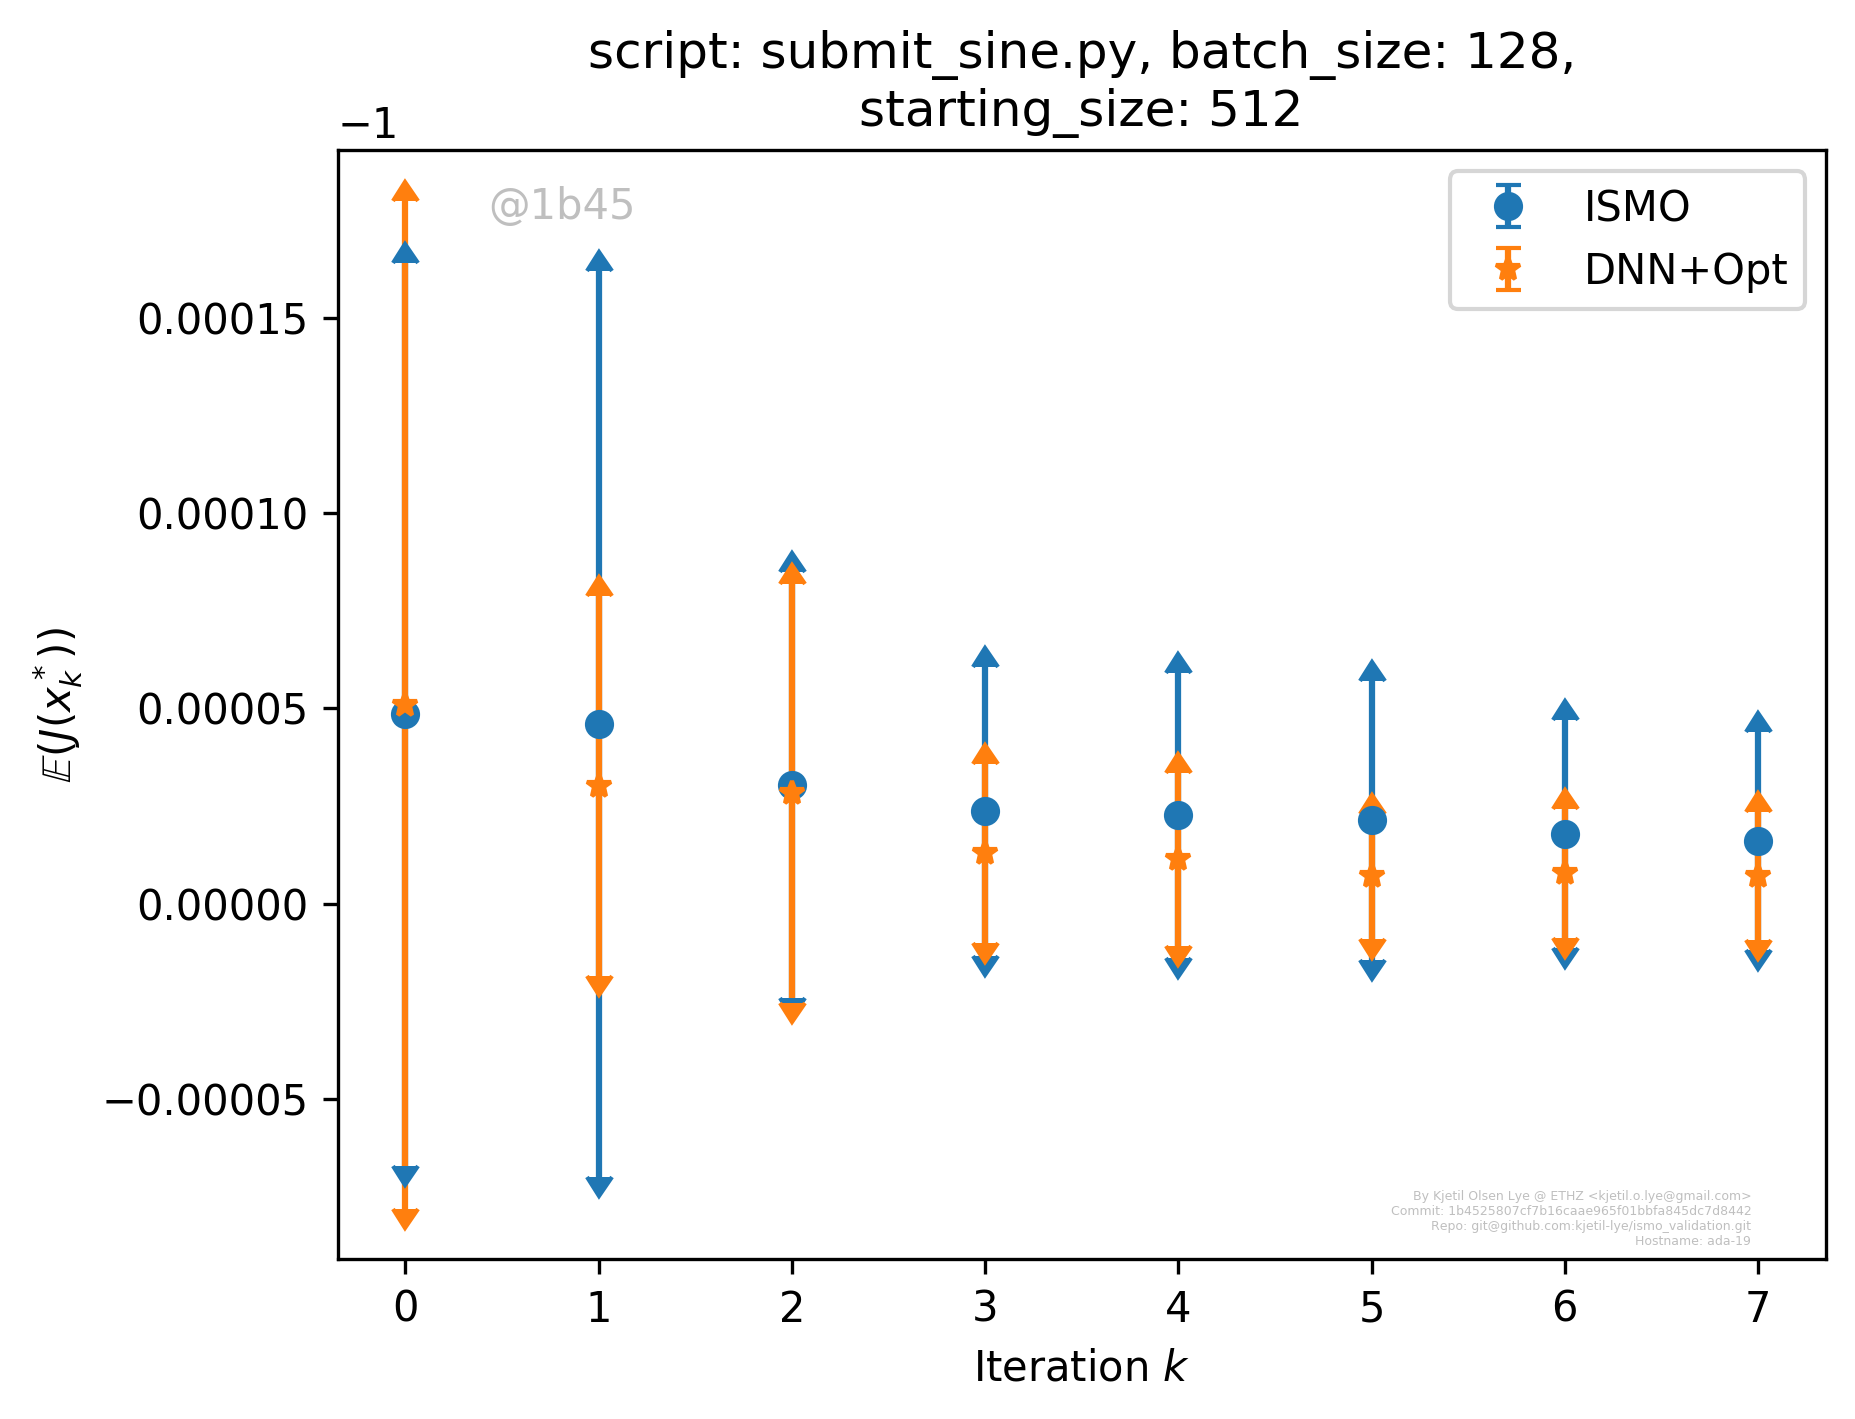 script: submit_sine.py, batch_size: 128,
starting_size: 512
−1
@1b45
ISMO
DNN+Opt
0.00015
0.00010
0.00005
0.00000
−0.00005
𝔼(J(x*k))
By Kjetil Olsen Lye @ ETHZ <kjetil.o.lye@gmail.com>
Commit: 1b4525807cf7b16caae965f01bbfa845dc7d8442
Repo: git@github.com:kjetil-lye/ismo_validation.git
Hostname: ada-19
0 1 2 3 4 5 6 7
Iteration k